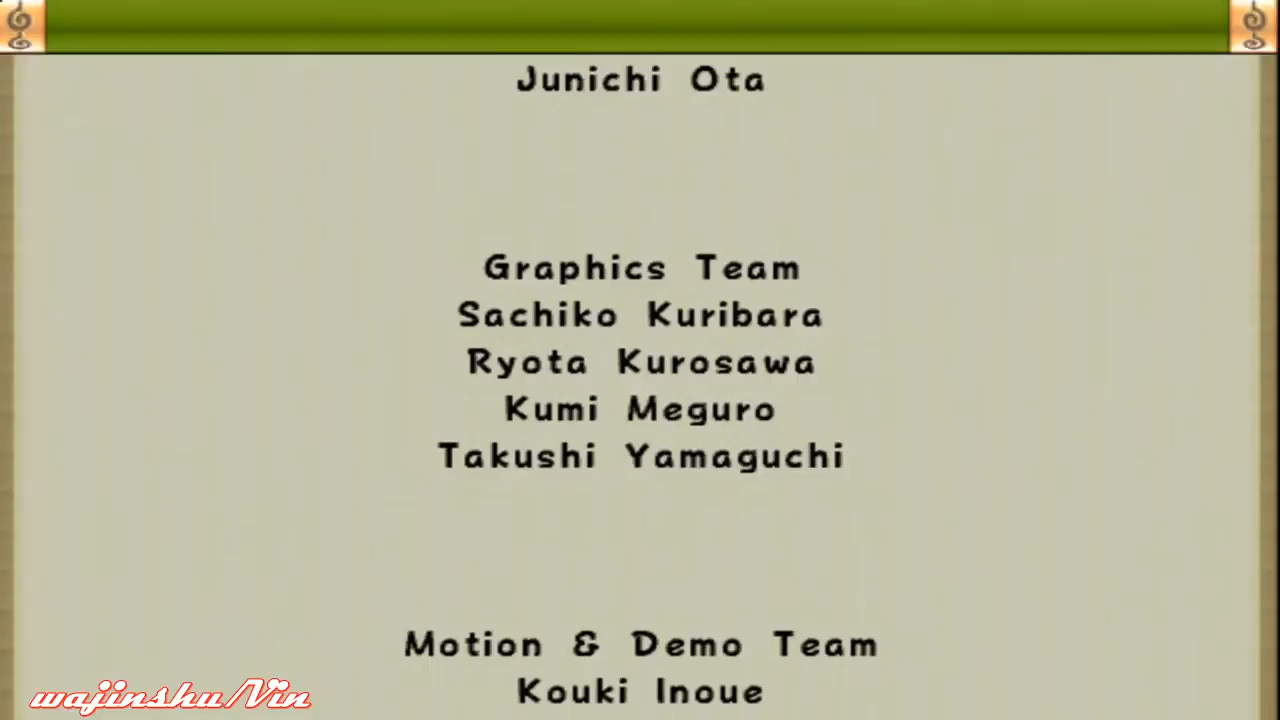 Junichi Ota
Graphics Team
Sachiko Kuribara
Ryota Kurosawa
Kumi Meguro
Takushi Yamaguchi
Motion & Demo Team
Kouki Inoue
wajinshu/Vin